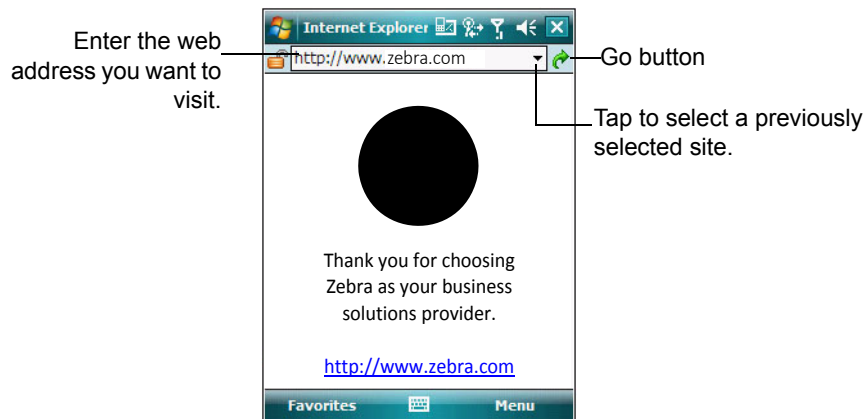 Enter the web
address you want to
visit.
Internet Explorer
http://www.zebra.com
Go button
Tap to select a previously
selected site.
Thank you for choosing
Zebra as your business
solutions provider.
http://www.zebra.com
Favorites
Menu